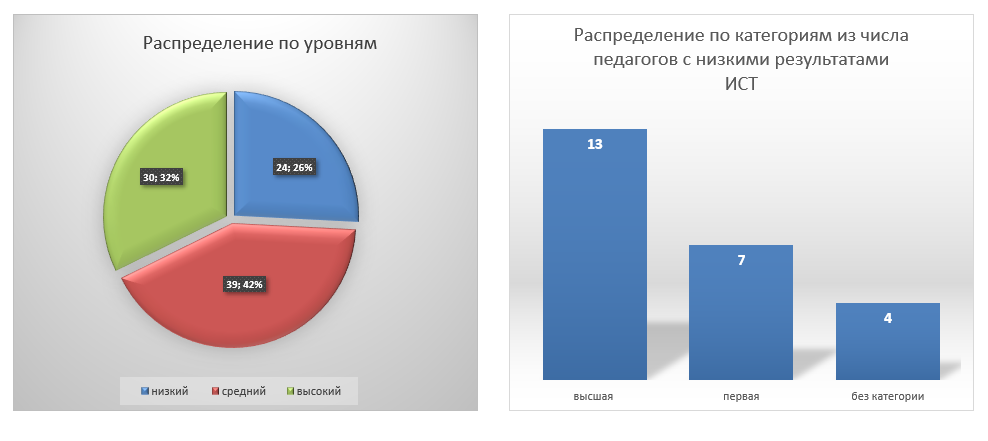 Распределение по уровням
30; 32%
24; 26%
39; 42%
низкий средний высокий
Распределение по категориям из числа
педагогов с низкими результатами
ИСТ
13
7
4
высшая первая без категории